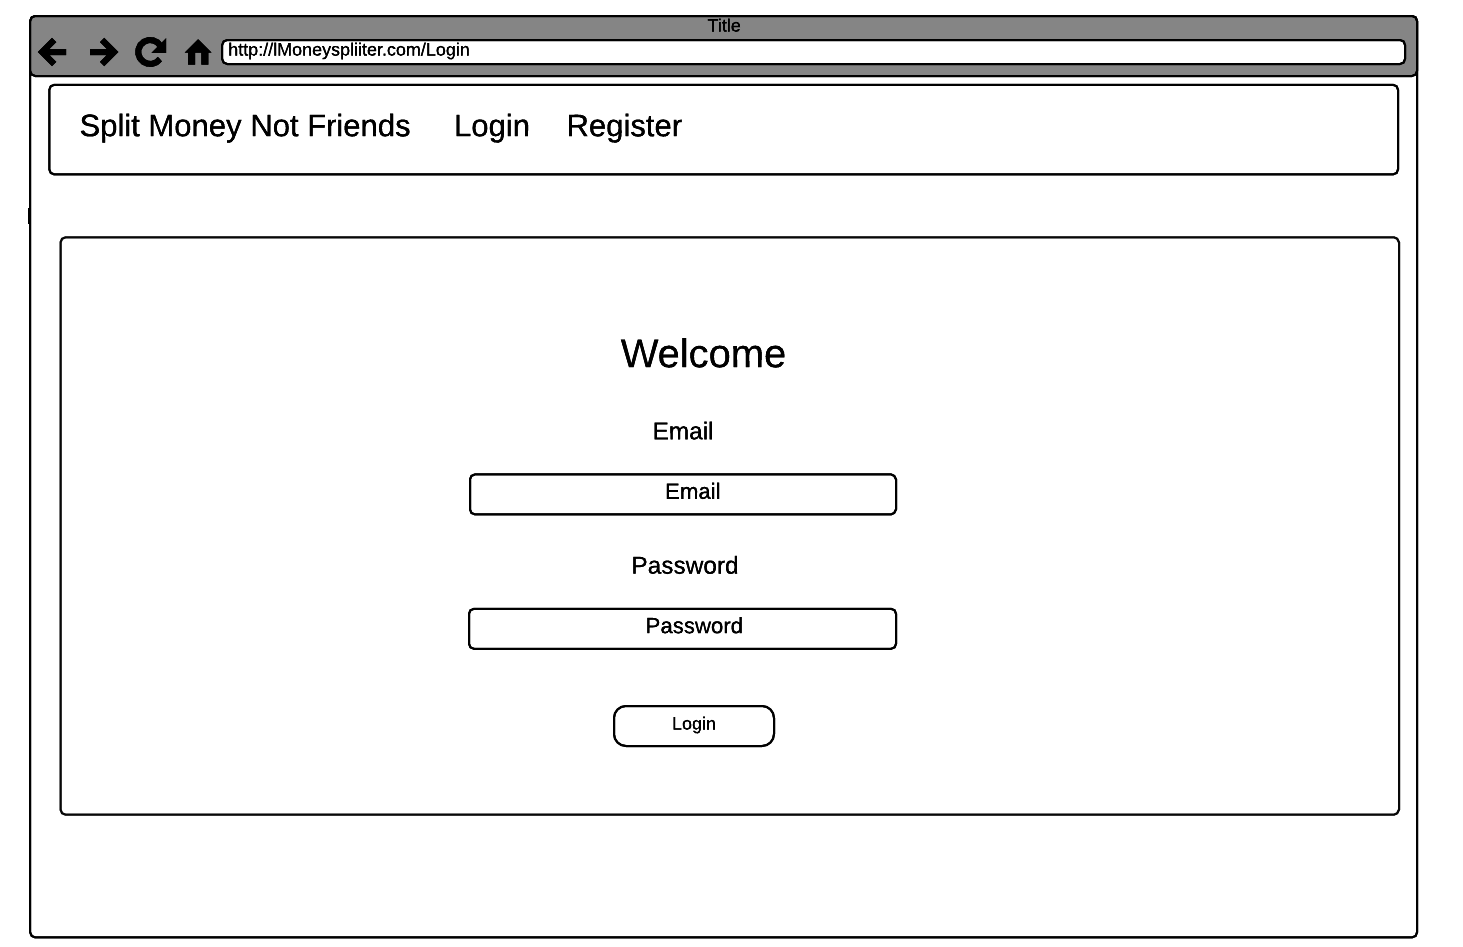 Title
http://lMoneyspliiter.com/Login
Split Money Not Friends Login Register
Welcome
Email
Email
Password
Password
Login